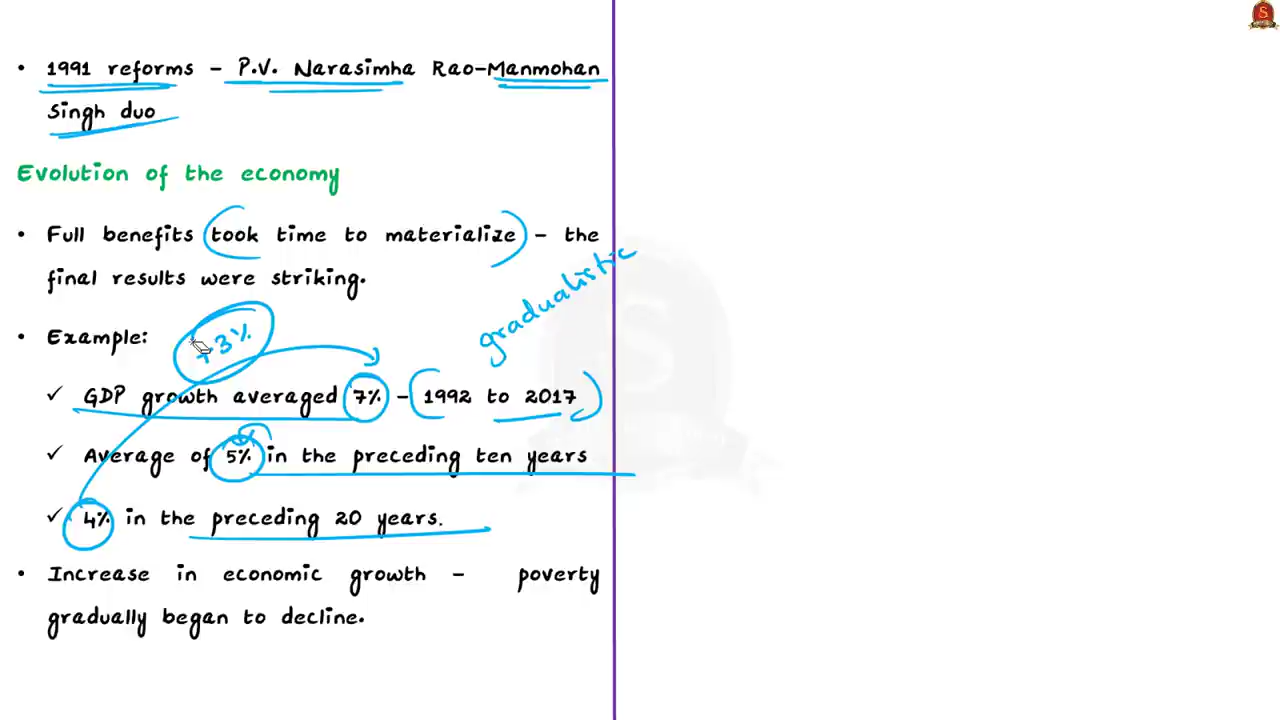 • 1991 reforms – P.V. Narasimha Rao-Manmohan
Singh duo
Evolution of the economy
• Full benefits took time to materialize – the
final results were striking.
gradualistic
• Example:
+3%
✓ GDP growth averaged 7% – 1992 to 2017
✓ Average of 5% in the preceding ten years
✓ 4% in the preceding 20 years.
• Increase in economic growth – poverty
gradually began to decline.
S